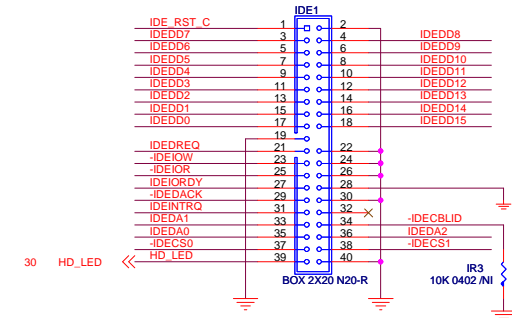 IDE1
IDE_RST_C 1 2
IDEDD7 3 4 IDEDD8
IDEDD6 5 6 IDEDD9
IDEDD5 7 8 IDEDD10
IDEDD4 9 10 IDEDD11
IDEDD3 11 12 IDEDD12
IDEDD2 13 14 IDEDD13
IDEDD1 15 16 IDEDD14
IDEDD0 17 18 IDEDD15
19
IDEDREQ 21 22
-IDEIOW 23 24
-IDEIOR 25 26
IDEIORDY 27 28
-IDEDACK 29 30
IDEINTRQ 31 32
IDEDA1 33 34 -IDECBLID
IDEDA0 35 36 IDEDA2
-IDECS0 37 38 -IDECS1
30 HD_LED HD_LED 39 40
BOX 2X20 N20-R
IR3
10K 0402 /NI